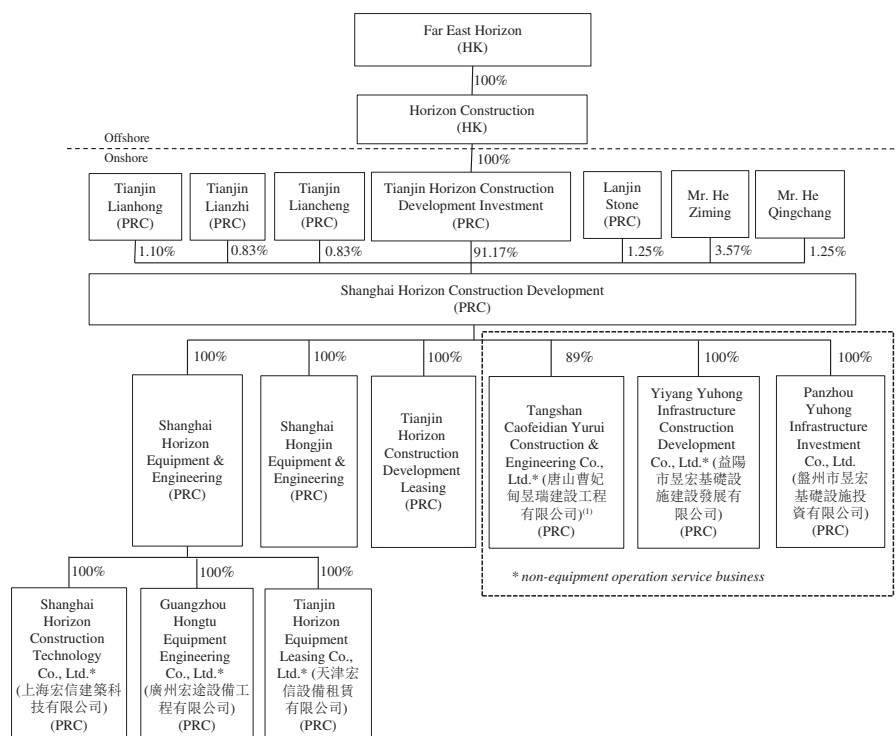 Far East Horizon
(HK)
100%
Horizon Construction
(HK)
Offshore
Onshore
100%
Tianjin
Lianhong
(PRC)
Tianjin
Lianzhi
(PRC)
Tianjin
Liancheng
(PRC)
Tianjin Horizon Construction
Development Investment
(PRC)
Lanjin
Stone
(PRC)
Mr. He
Ziming
Mr. He
Qingchang
1.10%
0.83%
0.83%
91.17%
1.25%
3.57%
1.25%
Shanghai Horizon Construction Development
(PRC)
100%
100%
100%
89%
100%
100%
Shanghai
Horizon
Equipment &
Engineering
(PRC)
Shanghai
Hongjin
Equipment &
Engineering
(PRC)
Tianjin
Horizon
Construction
Development
Leasing
(PRC)
Tangshan
Caofeidian Yurui
Construction &
Engineering Co.,
Ltd.* (唐山曹妃
甸昱瑞建設工程
有限公司)(1)
(PRC)
Yiyang Yuhong
Infrastructure
Construction
Development
Co., Ltd.* (益陽
市昱宏基礎設
施建設發展有
限公司)
(PRC)
Panzhou
Yuhong
Infrastructure
Investment
Co., Ltd.
(盤州市昱宏
基礎設施投
資有限公司)
(PRC)
* non-equipment operation service business
100%
100%
100%
Shanghai
Horizon
Construction
Technology
Co., Ltd.*
(上海宏信建築科
技有限公司)
(PRC)
Guangzhou
Hongtu
Equipment
Engineering
Co., Ltd.*
(廣州宏途設備工
程有限公司)
(PRC)
Tianjin
Horizon
Equipment
Leasing Co.,
Ltd.* (天津宏
信設備租賃
有限公司)
(PRC)